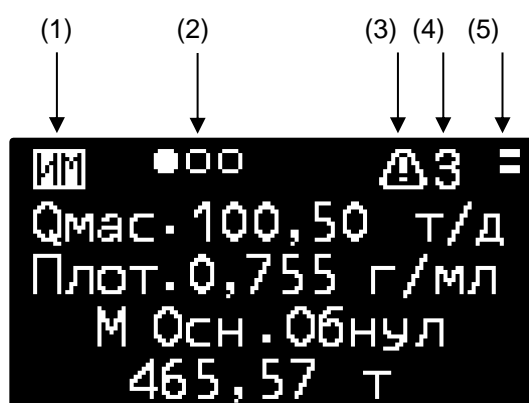 (1) (2) (3) (4) (5)
ИМ 3
Qмас.100,50 т/д
Плот.0,755 г/мл
М Осн.Обнул
465,57 т